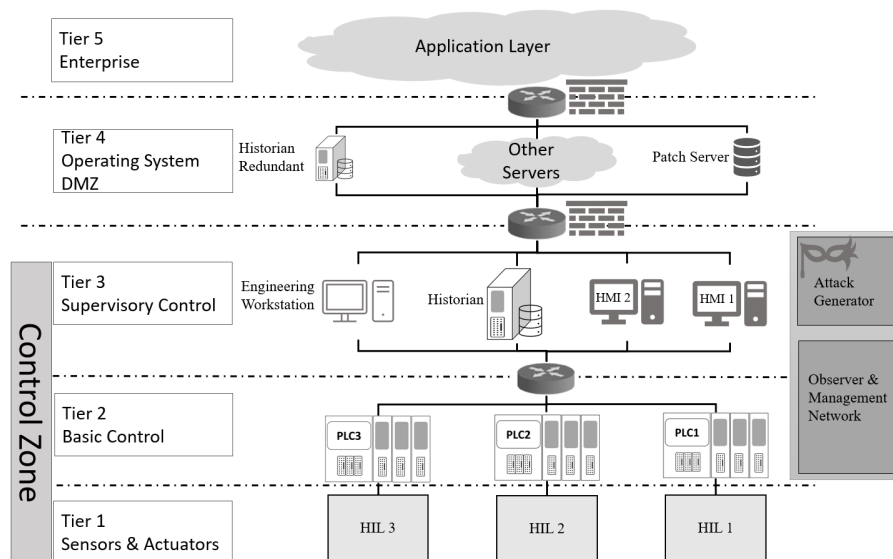 Tier 5
Enterprise
Application Layer
Tier 4
Operating System
DMZ
Historian
Redundant
Other
Servers
Patch Server
Control Zone
Tier 3
Supervisory Control
Engineering
Workstation
Historian
HMI 2
HMI 1
Attack
Generator
Observer &
Management
Network
Tier 2
Basic Control
PLC3
PLC2
PLC1
Tier 1
Sensors & Actuators
HIL 3
HIL 2
HIL 1